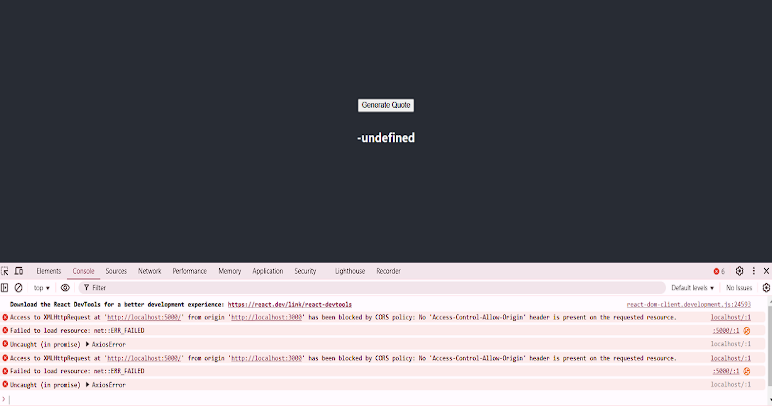 Generate Quote
-undefined
Elements Console Sources Network Performance Memory Application Security Lighthouse Recorder 6
top Filter Default levels No Issues
Download the React DevTools for a better development experience: https://react.dev/link/react-devtools react-dom-client.development.js:24593
Access to XMLHttpRequest at 'http://localhost:5000/' from origin 'http://localhost:3000' has been blocked by CORS policy: No 'Access-Control-Allow-Origin' header is present on the requested resource. localhost/:1
Failed to load resource: net::ERR_FAILED :5000/:1
Uncaught (in promise) ▶ AxiosError localhost/:1
Access to XMLHttpRequest at 'http://localhost:5000/' from origin 'http://localhost:3000' has been blocked by CORS policy: No 'Access-Control-Allow-Origin' header is present on the requested resource. localhost/:1
Failed to load resource: net::ERR_FAILED :5000/:1
Uncaught (in promise) ▶ AxiosError localhost/:1